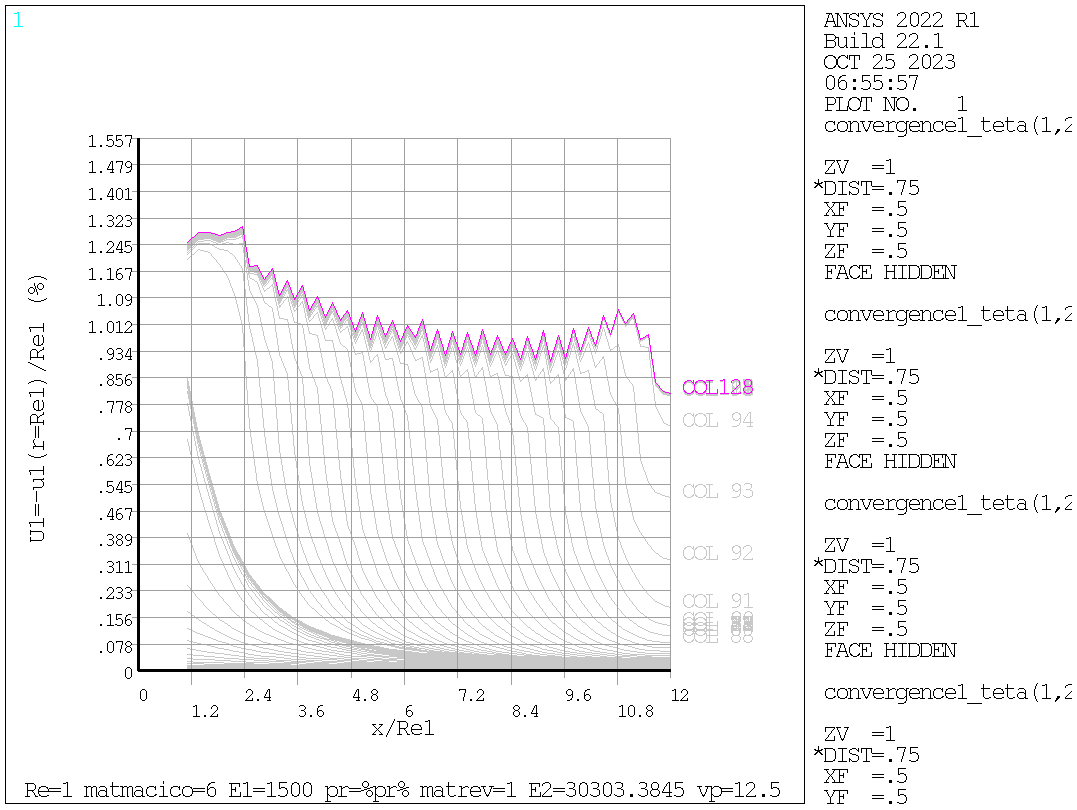 1
ANSYS 2022 R1
Build 22.1
OCT 25 2023
06:55:57
PLOT NO. 1
convergence1_teta(1,2
ZV =1
*DIST=.75
XF =.5
YF =.5
ZF =.5
FACE HIDDEN
convergence1_teta(1,2
ZV =1
*DIST=.75
XF =.5
YF =.5
ZF =.5
FACE HIDDEN
convergence1_teta(1,2
ZV =1
*DIST=.75
XF =.5
YF =.5
ZF =.5
FACE HIDDEN
convergence1_teta(1,2
ZV =1
*DIST=.75
XF =.5
YF =.5
U1=-u1(r=Re1)/Re1 (%)
1.557
1.479
1.401
1.323
1.245
1.167
1.09
1.012
.934
.856
.778
.7
.623
.545
.467
.389
.311
.233
.156
.078
0
COL128
COL 94
COL 93
COL 92
COL 91
COL 88
0 2.4 4.8 7.2 9.6 12
1.2 3.6 6 8.4 10.8
x/Re1
Re=1 matmacico=6 E1=1500 pr=%pr% matrev=1 E2=30303.3845 vp=12.5